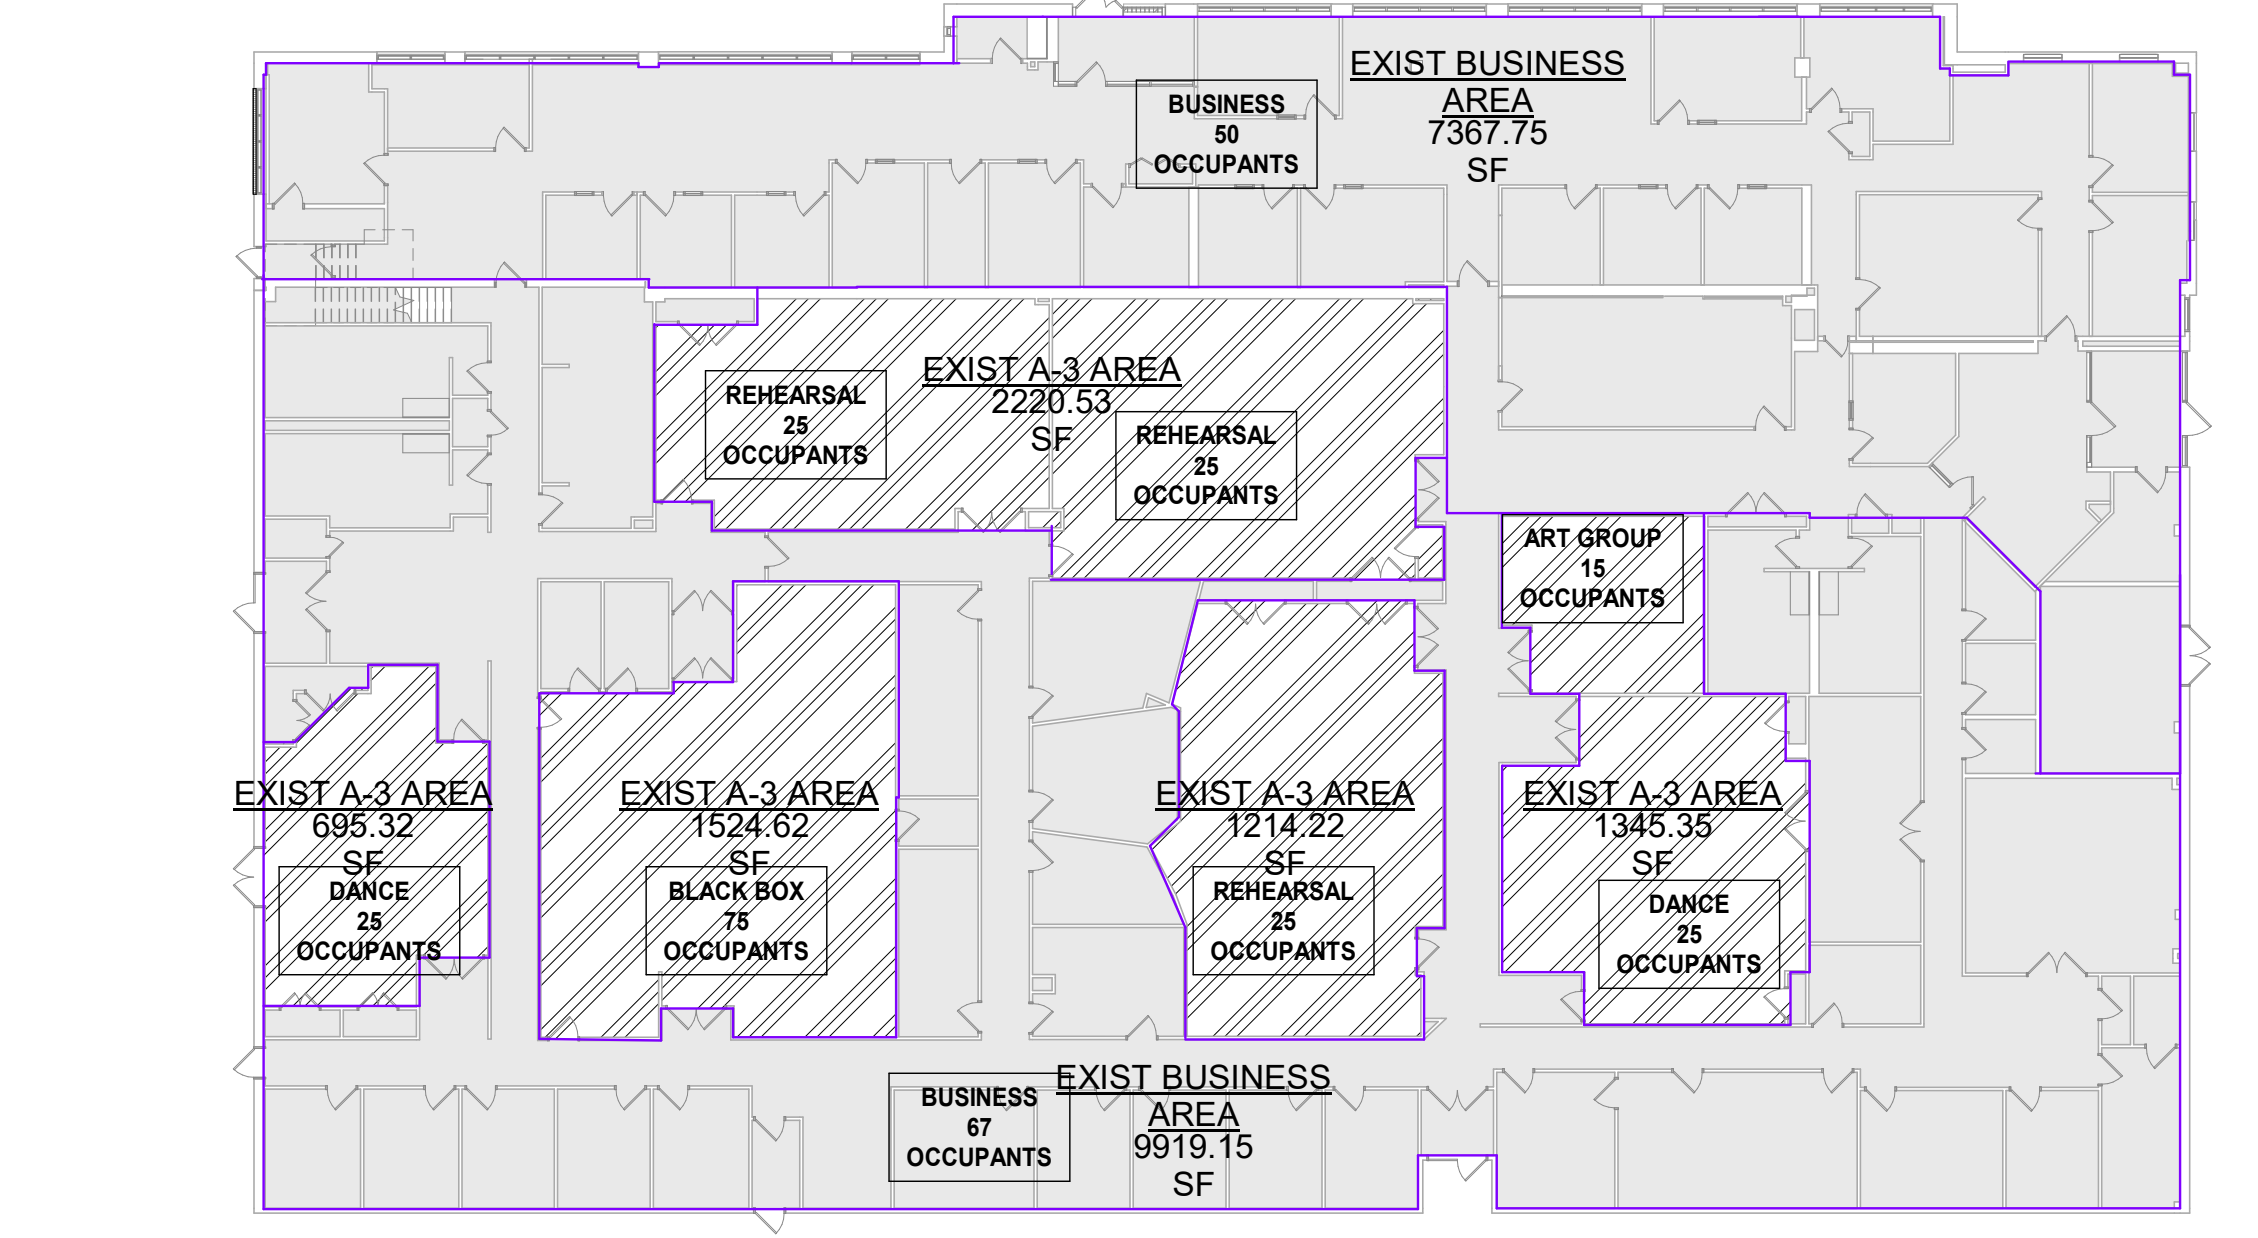 EXIST BUSINESS
AREA
7367.75
SF
BUSINESS
50
OCCUPANTS
EXIST A-3 AREA
2220.53
SF
REHEARSAL
25
OCCUPANTS
REHEARSAL
25
OCCUPANTS
ART GROUP
15
OCCUPANTS
EXIST A-3 AREA
695.32
SF
DANCE
25
OCCUPANTS
EXIST A-3 AREA
1524.62
SF
BLACK BOX
75
OCCUPANTS
EXIST A-3 AREA
1214.22
SF
REHEARSAL
25
OCCUPANTS
EXIST A-3 AREA
1345.35
SF
DANCE
25
OCCUPANTS
BUSINESS
67
OCCUPANTS
EXIST BUSINESS
AREA
9919.15
SF